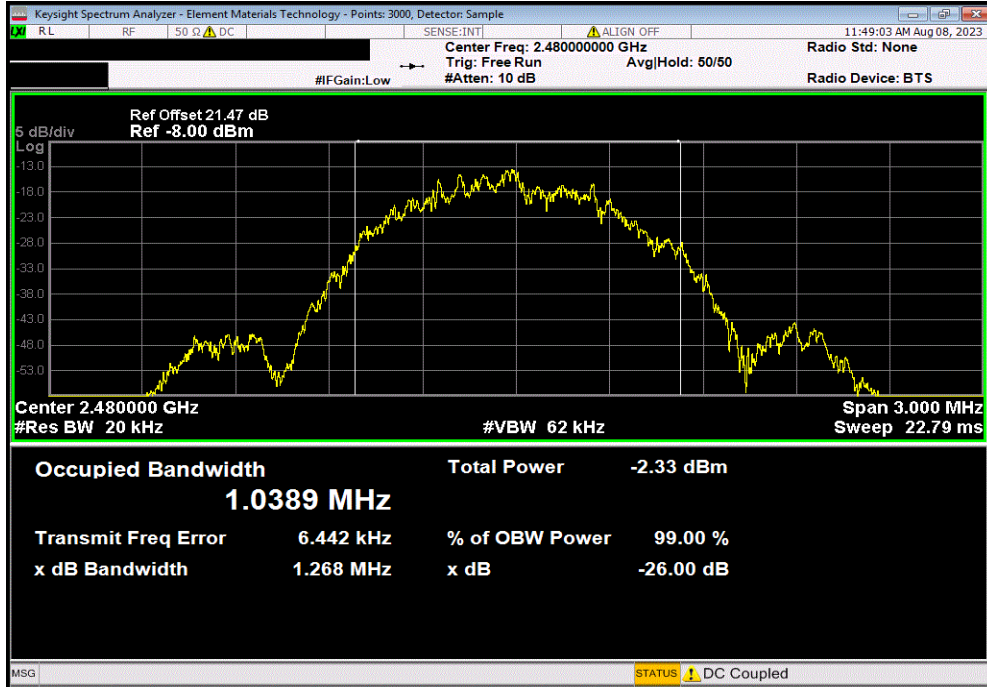 Keysight Spectrum Analyzer - Element Materials Technology - Points: 3000, Detector: Sample
LXI RL RF 50 Ω DC SENSE:INT ALIGN OFF 11:49:03 AM Aug 08, 2023
Center Freq: 2.480000000 GHz Radio Std: None
Trig: Free Run Avg|Hold: 50/50
#IFGain:Low #Atten: 10 dB Radio Device: BTS
Ref Offset 21.47 dB
5 dB/div Ref -8.00 dBm
Log
-13.0
-18.0
-23.0
-28.0
-33.0
-38.0
-43.0
-48.0
-53.0
Center 2.480000 GHz Span 3.000 MHz
#Res BW 20 kHz #VBW 62 kHz Sweep 22.79 ms
Occupied Bandwidth Total Power -2.33 dBm
1.0389 MHz
Transmit Freq Error 6.442 kHz % of OBW Power 99.00 %
x dB Bandwidth 1.268 MHz x dB -26.00 dB
MSG STATUS DC Coupled